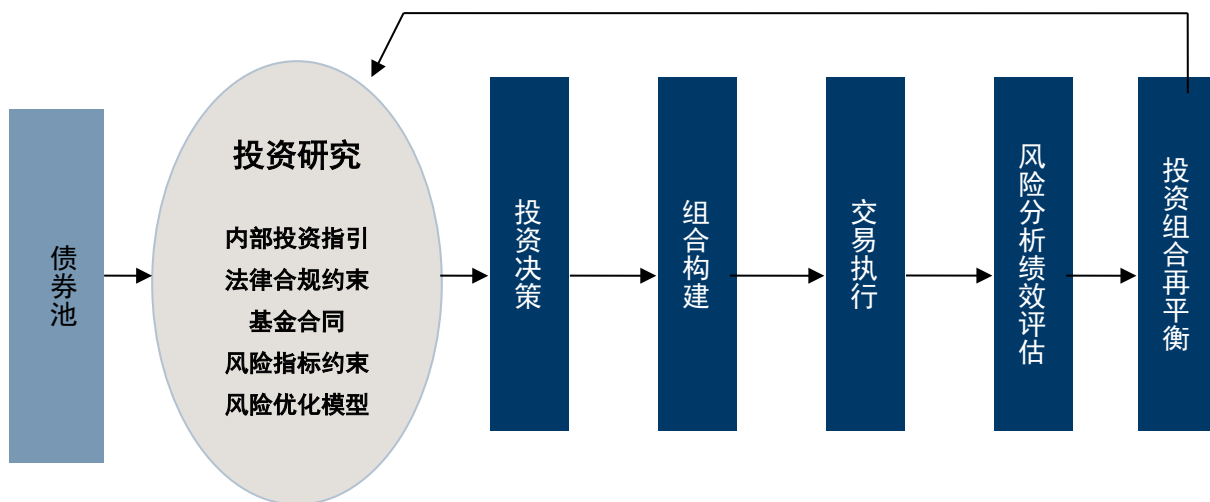 债券池
投资研究
内部投资指引
法律合规约束
基金合同
风险指标约束
风险优化模型
投资决策
组合构建
交易执行
风险分析绩效评估
投资组合再平衡